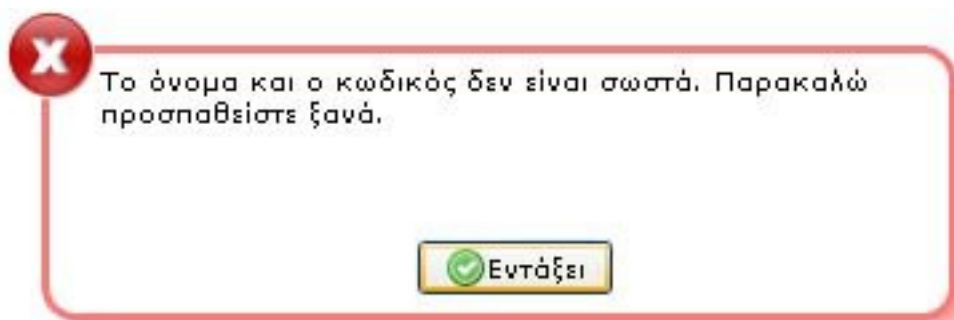 Το όνομα και ο κωδικός δεν είναι σωστά. Παρακαλώ
προσπαθείστε ξανά.
Εντάξει